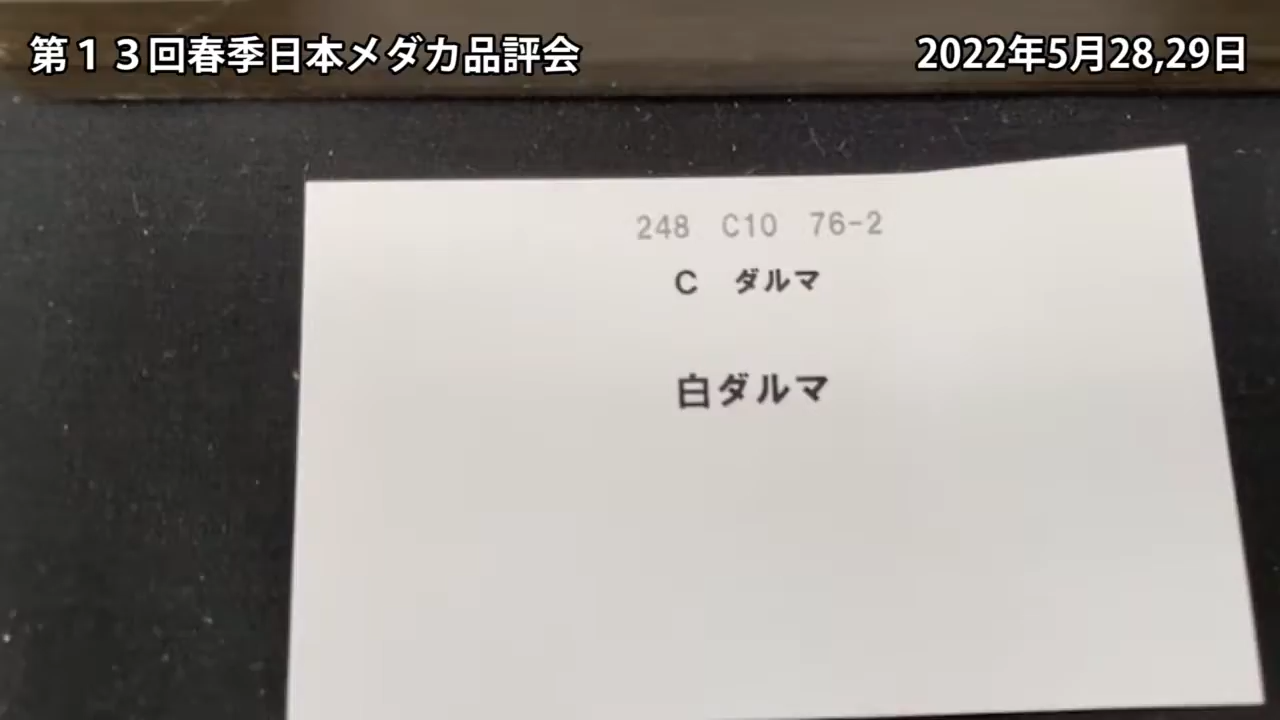 第１３回春季日本メダカ品評会
2022年5月28,29日
248 C10 76-2
C ダルマ
白ダルマ